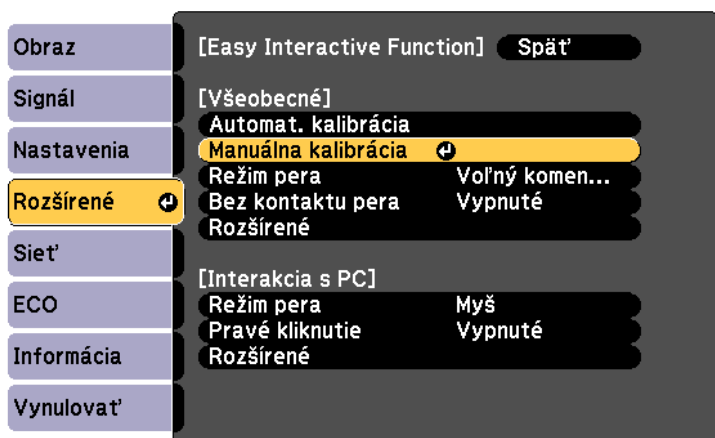 Obraz
Signál
Nastavenia
Rozšírené
Sieť
ECO
Informácia
Vynulovať
[Easy Interactive Function] Späť
[Všeobecné]
Automat. kalibrácia
Manuálna kalibrácia
Režim pera Voľný komen...
Bez kontaktu pera Vypnuté
Rozšírené
[Interakcia s PC]
Režim pera Myš
Pravé kliknutie Vypnuté
Rozšírené